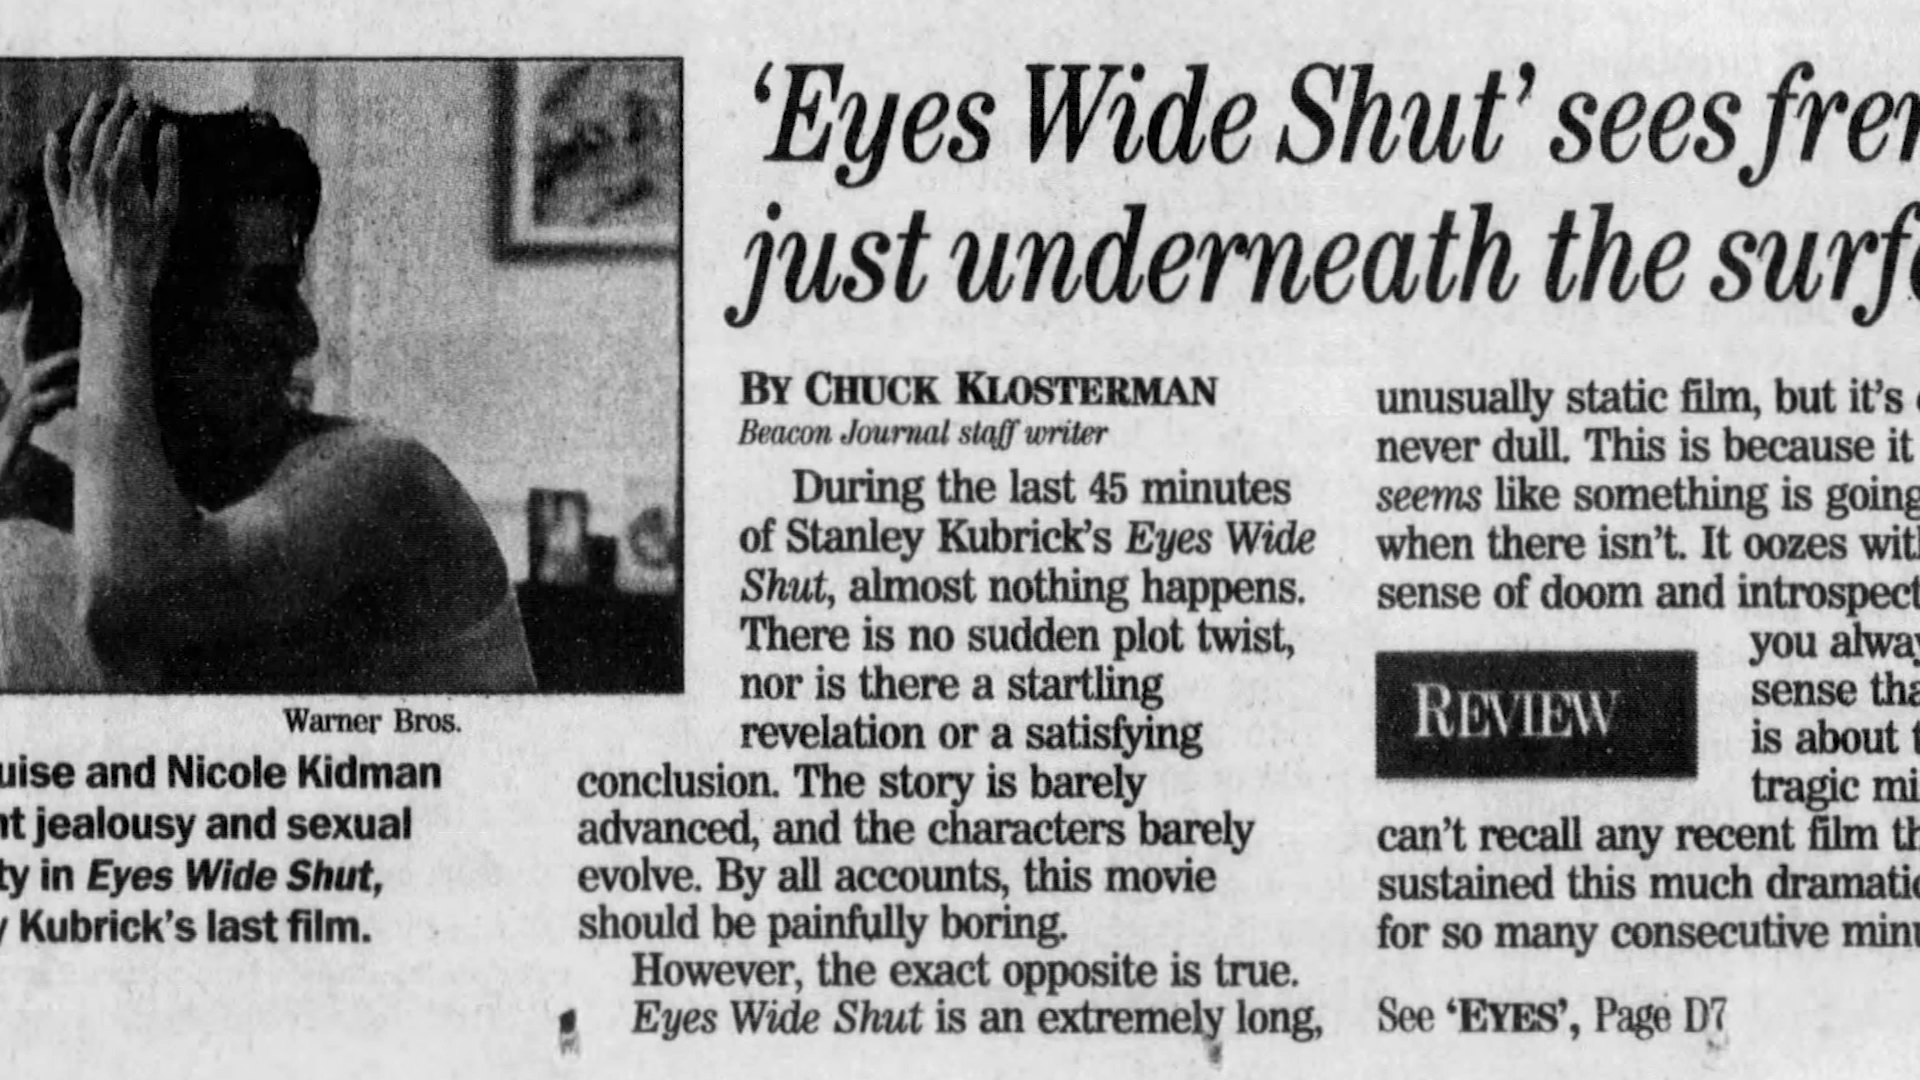 'Eyes Wide Shut' sees
just underneath the
BY CHUCK KLOSTERMAN
Beacon Journal staff writer
During the last 45 minutes
of Stanley Kubrick's Eyes Wide
Shut, almost nothing happens.
There is no sudden plot twist,
nor is there a startling
revelation or a satisfying
conclusion. The story is barely
advanced, and the characters barely
evolve. By all accounts, this movie
should be painfully boring.
However, the exact opposite is true.
Eyes Wide Shut is an extremely long,
unusually static film, but it's
never dull. This is because it
seems like something is going
when there isn't. It oozes
sense of doom and
you
sense
is about
tragic
REVIEW
can't recall any recent film
sustained this much
for so many consecutive
See 'EYES', Page D7
Warner Bros.
and Nicole Kidman
jealousy and sexual
in Eyes Wide Shut,
Kubrick's last film.